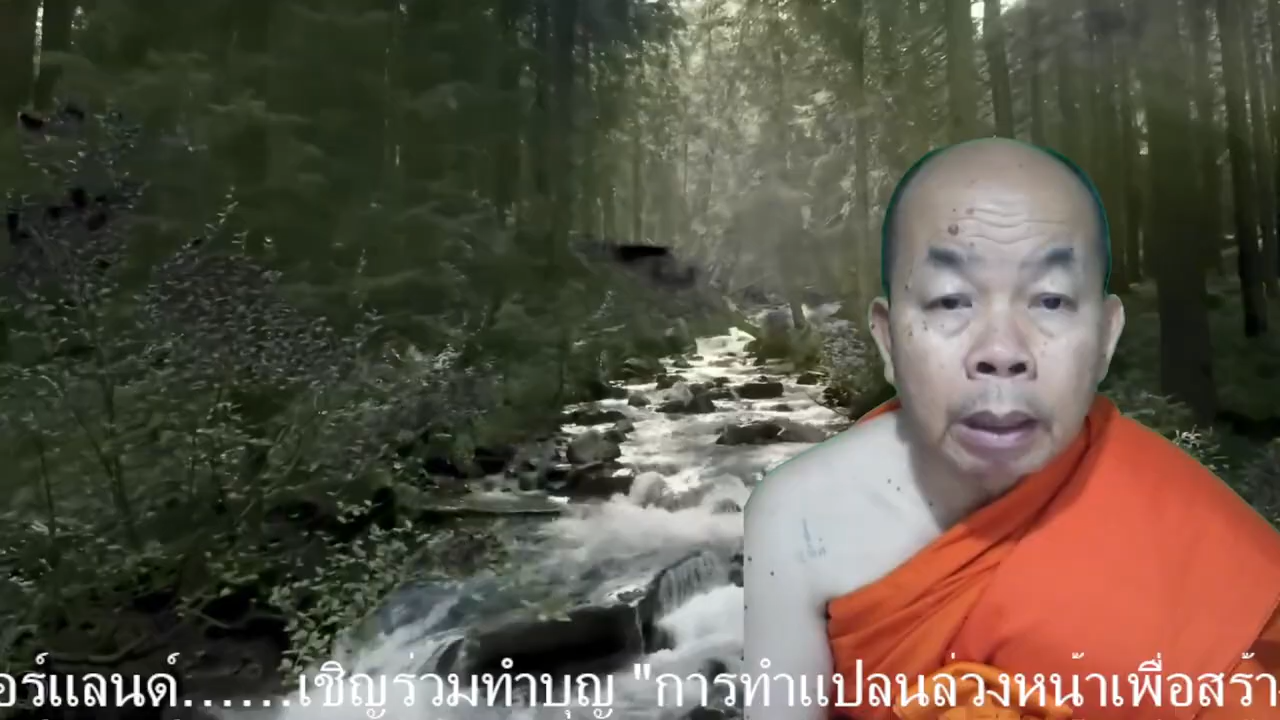 อร์แลนด์......เชิญร่วมทำบุญ "การทำแปลนล่วงหน้าเพื่อสร้า